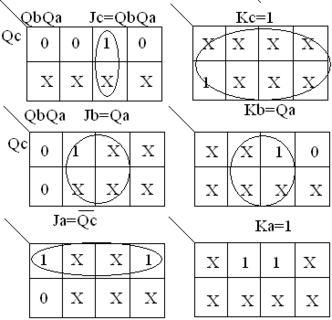 QbQa Jc=QbQa Kc=1
Qc 0 0 1 0 X X X X
X X X X 1 X X X
QbQa Jb=Qa Kb=Qa
Qc 0 1 X X X X 1 0
0 X X X X X X X
Ja=Q̅c̅ Ka=1
1 X X 1 X 1 1 X
0 X X X X X X X